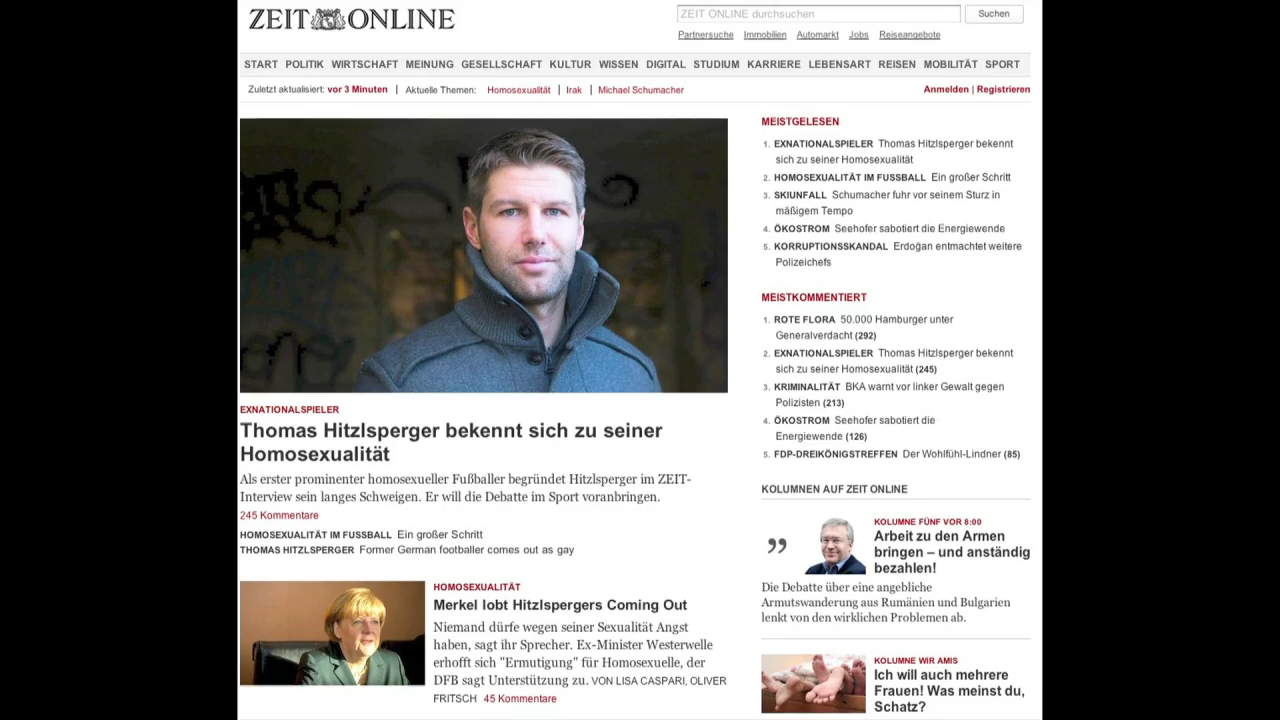 ZEIT ONLINE
ZEIT ONLINE durchsuchen
Suchen
Partnersuche Immobilien Automarkt Jobs Reiseangebote
START POLITIK WIRTSCHAFT MEINUNG GESELLSCHAFT KULTUR WISSEN DIGITAL STUDIUM KARRIERE LEBENSART REISEN MOBILITÄT SPORT
Zuletzt aktualisiert: vor 3 Minuten | Aktuelle Themen: Homosexualität | Irak | Michael Schumacher
Anmelden | Registrieren
EXNATIONALSPIELER
Thomas Hitzlsperger bekennt sich zu seiner
Homosexualität
Als erster prominenter homosexueller Fußballer begründet Hitzlsperger im ZEIT-
Interview sein langes Schweigen. Er will die Debatte im Sport voranbringen.
245 Kommentare
HOMOSEXUALITÄT IM FUSSBALL Ein großer Schritt
THOMAS HITZLSPERGER Former German footballer comes out as gay
HOMOSEXUALITÄT
Merkel lobt Hitzlspergers Coming Out
Niemand dürfe wegen seiner Sexualität Angst
haben, sagt ihr Sprecher. Ex-Minister Westerwelle
erhofft sich "Ermutigung" für Homosexuelle, der
DFB sagt Unterstützung zu. VON LISA CASPARI, OLIVER
FRITSCH 45 Kommentare
MEISTGELESEN
1. EXNATIONALSPIELER Thomas Hitzlsperger bekennt
sich zu seiner Homosexualität
2. HOMOSEXUALITÄT IM FUSSBALL Ein großer Schritt
3. SKIUNFALL Schumacher fuhr vor seinem Sturz in
mäßigem Tempo
4. ÖKOSTROM Seehofer sabotiert die Energiewende
5. KORRUPTIONSSKANDAL Erdoğan entmachtet weitere
Polizeichefs
MEISTKOMMENTIERT
1. ROTE FLORA 50.000 Hamburger unter
Generalverdacht (292)
2. EXNATIONALSPIELER Thomas Hitzlsperger bekennt
sich zu seiner Homosexualität (245)
3. KRIMINALITÄT BKA warnt vor linker Gewalt gegen
Polizisten (213)
4. ÖKOSTROM Seehofer sabotiert die
Energiewende (126)
5. FDP-DREIKÖNIGSTREFFEN Der Wohlfühl-Lindner (85)
KOLUMNEN AUF ZEIT ONLINE
KOLUMNE FÜNF VOR 8:00
Arbeit zu den Armen
bringen – und anständig
bezahlen!
Die Debatte über eine angebliche
Armutswanderung aus Rumänien und Bulgarien
lenkt von den wirklichen Problemen ab.
KOLUMNE WIR AMIS
Ich will auch mehrere
Frauen! Was meinst du,
Schatz?